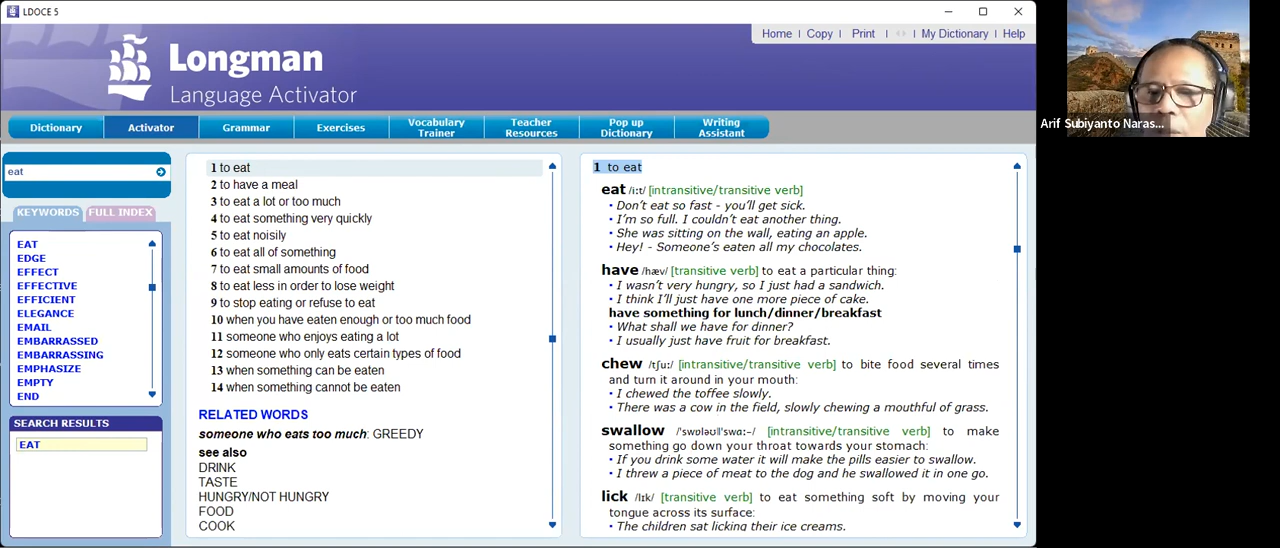 LDOCE 5
Home | Copy | Print | | My Dictionary | Help
Longman
Language Activator
Dictionary
Activator
Grammar
Exercises
Vocabulary
Trainer
Teacher
Resources
Pop up
Dictionary
Writing
Assistant
eat
KEYWORDS
FULL INDEX
EAT
EDGE
EFFECT
EFFECTIVE
EFFICIENT
ELEGANCE
EMAIL
EMBARRASSED
EMBARRASSING
EMPHASIZE
EMPTY
END
SEARCH RESULTS
EAT
1 to eat
2 to have a meal
3 to eat a lot or too much
4 to eat something very quickly
5 to eat noisily
6 to eat all of something
7 to eat small amounts of food
8 to eat less in order to lose weight
9 to stop eating or refuse to eat
10 when you have eaten enough or too much food
11 someone who enjoys eating a lot
12 someone who only eats certain types of food
13 when something can be eaten
14 when something cannot be eaten
RELATED WORDS
someone who eats too much: GREEDY
see also
DRINK
TASTE
HUNGRY/NOT HUNGRY
FOOD
COOK
1 to eat
eat /iːt/ [intransitive/transitive verb]
• Don't eat so fast - you'll get sick.
• I'm so full. I couldn't eat another thing.
• She was sitting on the wall, eating an apple.
• Hey! - Someone's eaten all my chocolates.
have /hæv/ [transitive verb] to eat a particular thing:
• I wasn't very hungry, so I just had a sandwich.
• I think I'll just have one more piece of cake.
have something for lunch/dinner/breakfast
• What shall we have for dinner?
• I usually just have fruit for breakfast.
chew /tʃuː/ [intransitive/transitive verb] to bite food several times
and turn it around in your mouth:
• I chewed the toffee slowly.
• There was a cow in the field, slowly chewing a mouthful of grass.
swallow /ˈswɒləʊ‖ˈswɑː-/ [intransitive/transitive verb] to make
something go down your throat towards your stomach:
• If you drink some water it will make the pills easier to swallow.
• I threw a piece of meat to the dog and he swallowed it in one go.
lick /lɪk/ [transitive verb] to eat something soft by moving your
tongue across its surface:
• The children sat licking their ice creams.
Arif Subiyanto Naras...